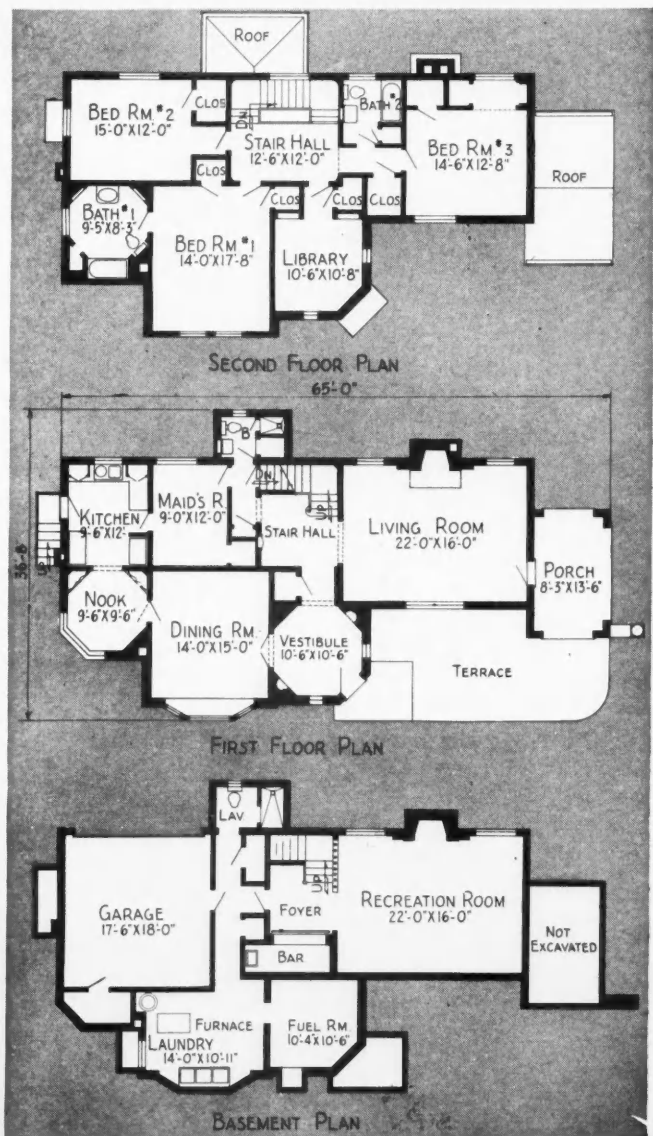 ROOF
BED RM #2
15'-0"X12'-0"
CLOS
DN
STAIR HALL
12'-6"X12'-0"
BATH #2
BED RM #3
14'-6"X12'-8"
ROOF
CLOS
BATH #1
9'-5"X8'-3"
BED RM #1
14'-0"X17'-8"
CLOS
CLOS
CLOS
LIBRARY
10'-6"X10'-8"
SECOND FLOOR PLAN
65'-0"
36'-8
B
KITCHEN
9'-6"X12'-
MAID'S R.
9'-0"X12'-0"
DN
UP
STAIR HALL
LIVING ROOM
22'-0"X16'-0"
PORCH
8'-3"X13'-6"
UP
NOOK
9'-6"X9'-6"
DINING RM.
14'-0"X15'-0"
VESTIBULE
10'-6"X10'-6"
TERRACE
FIRST FLOOR PLAN
LAV.
GARAGE
17'-6"X18'-0"
UP
FOYER
RECREATION ROOM
22'-0"X16'-0"
NOT
EXCAVATED
BAR
FURNACE
LAUNDRY
14'-0"X10'-11"
FUEL RM
10'-4"X10'-6"
BASEMENT PLAN